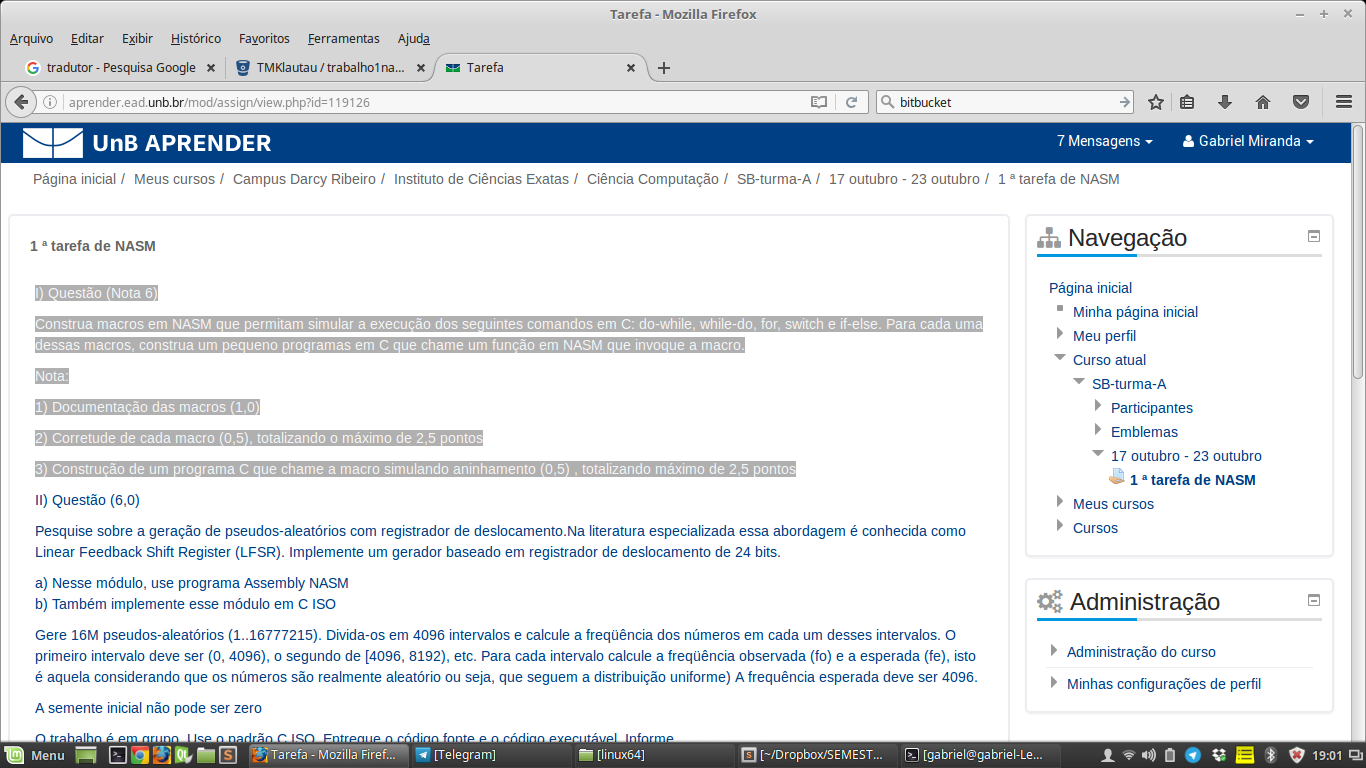 Tarefa - Mozilla Firefox
Arquivo Editar Exibir Histórico Favoritos Ferramentas Ajuda
tradutor - Pesquisa Google TMKlautau / trabalho1na... Tarefa
aprender.ead.unb.br/mod/assign/view.php?id=119126 bitbucket
UnB APRENDER 7 Mensagens Gabriel Miranda
Página inicial / Meus cursos / Campus Darcy Ribeiro / Instituto de Ciências Exatas / Ciência Computação / SB-turma-A / 17 outubro - 23 outubro / 1 ª tarefa de NASM
1 ª tarefa de NASM
I) Questão (Nota 6)
Construa macros em NASM que permitam simular a execução dos seguintes comandos em C: do-while, while-do, for, switch e if-else. Para cada uma
dessas macros, construa um pequeno programas em C que chame um função em NASM que invoque a macro.
Nota:
1) Documentação das macros (1,0)
2) Corretude de cada macro (0,5), totalizando o máximo de 2,5 pontos
3) Construção de um programa C que chame a macro simulando aninhamento (0,5) , totalizando máximo de 2,5 pontos
II) Questão (6,0)
Pesquise sobre a geração de pseudos-aleatórios com registrador de deslocamento.Na literatura especializada essa abordagem é conhecida como
Linear Feedback Shift Register (LFSR). Implemente um gerador baseado em registrador de deslocamento de 24 bits.
a) Nesse módulo, use programa Assembly NASM
b) Também implemente esse módulo em C ISO
Gere 16M pseudos-aleatórios (1..16777215). Divida-os em 4096 intervalos e calcule a freqüência dos números em cada um desses intervalos. O
primeiro intervalo deve ser (0, 4096), o segundo de [4096, 8192), etc. Para cada intervalo calcule a freqüência observada (fo) e a esperada (fe), isto
é aquela considerando que os números são realmente aleatório ou seja, que seguem a distribuição uniforme) A frequência esperada deve ser 4096.
A semente inicial não pode ser zero
O trabalho é em grupo. Use o padrão C ISO. Entregue o código fonte e o código executável. Informe
Navegação
Página inicial
Minha página inicial
Meu perfil
Curso atual
SB-turma-A
Participantes
Emblemas
17 outubro - 23 outubro
1 ª tarefa de NASM
Meus cursos
Cursos
Administração
Administração do curso
Minhas configurações de perfil
Menu Tarefa - Mozilla Firef... [Telegram] [linux64] [~/Dropbox/SEMEST... [gabriel@gabriel-Le... 19:01